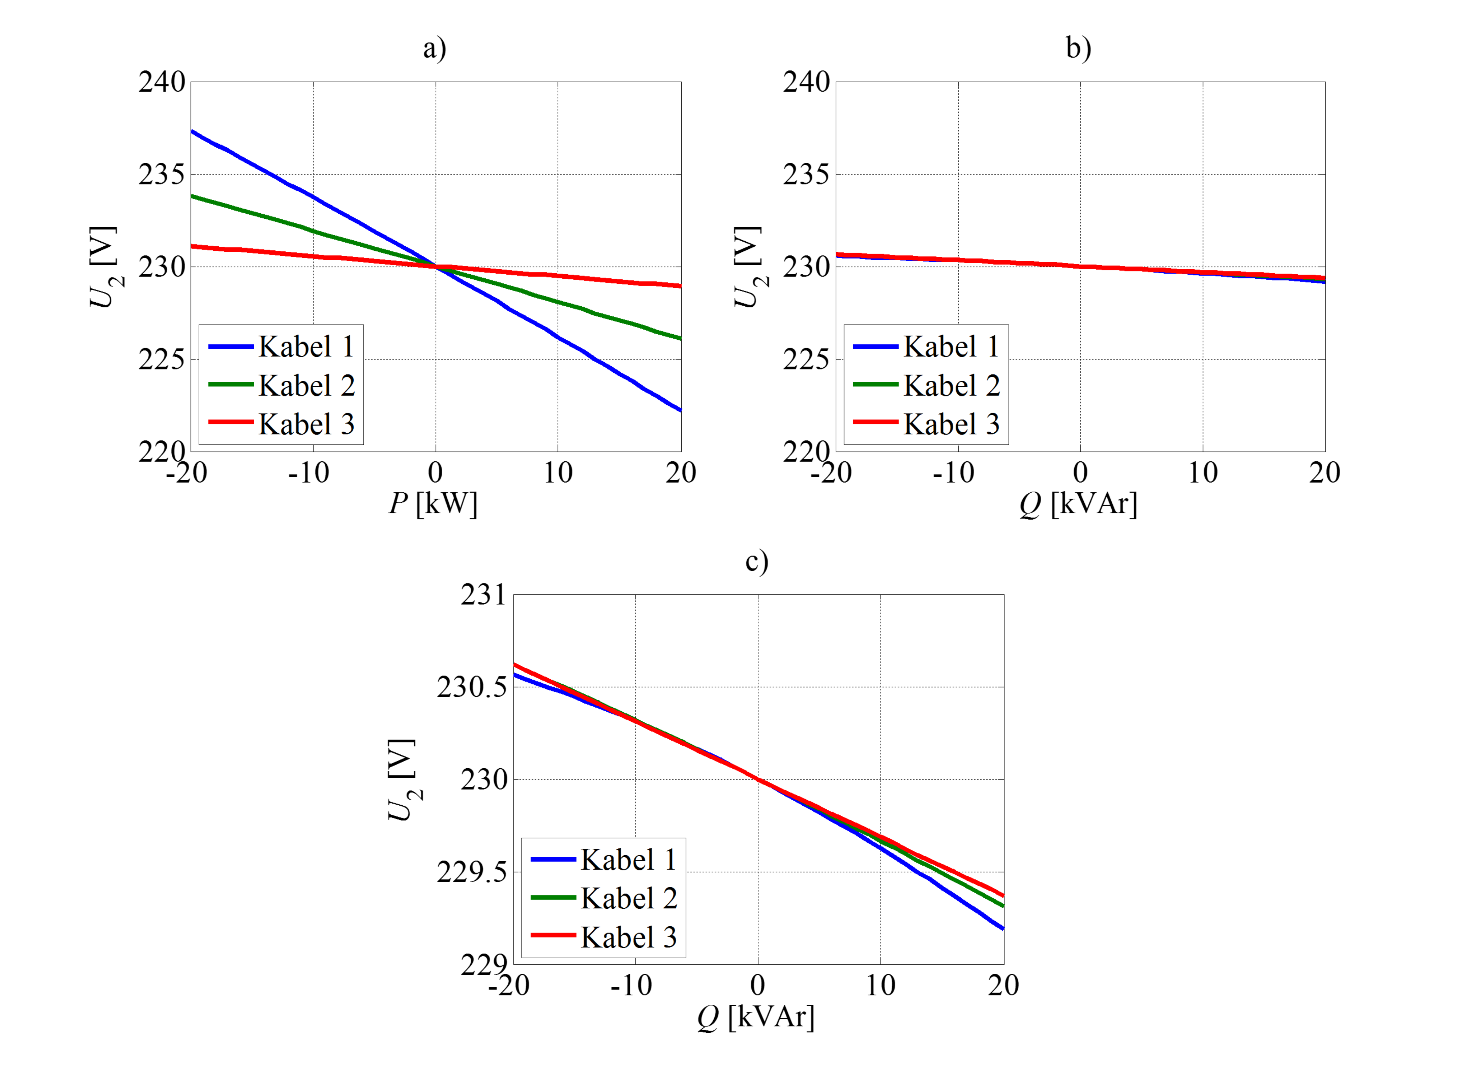 a)
240
235
230
225
220
U2 [V]
Kabel 1
Kabel 2
Kabel 3
-20 -10 0 10 20
P [kW]
b)
240
235
230
225
220
U2 [V]
Kabel 1
Kabel 2
Kabel 3
-20 -10 0 10 20
Q [kVAr]
c)
231
230.5
230
229.5
229
U2 [V]
Kabel 1
Kabel 2
Kabel 3
-20 -10 0 10 20
Q [kVAr]